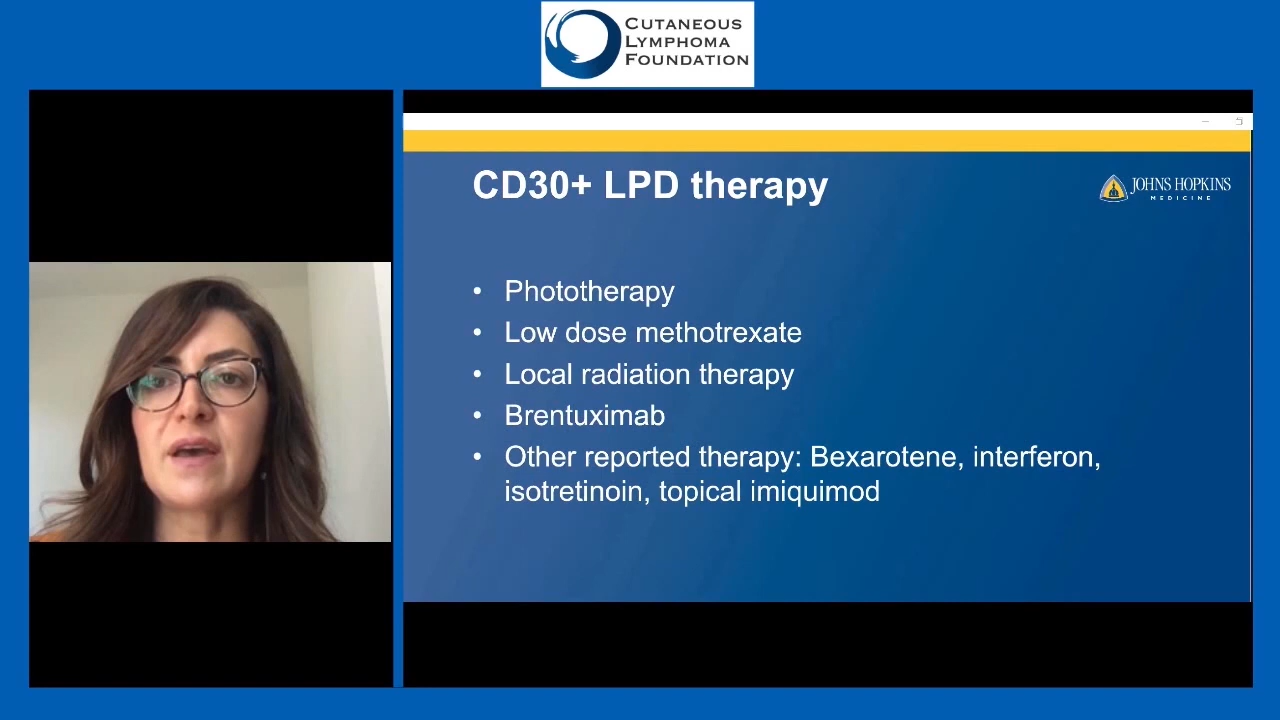 CUTANEOUS
LYMPHOMA
FOUNDATION
CD30+ LPD therapy
JOHNS HOPKINS
MEDICINE
• Phototherapy
• Low dose methotrexate
• Local radiation therapy
• Brentuximab
• Other reported therapy: Bexarotene, interferon,
isotretinoin, topical imiquimod